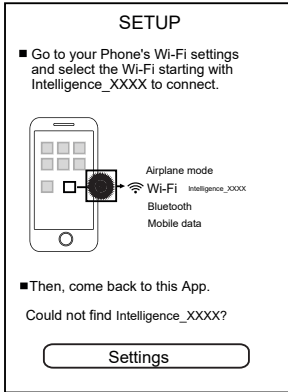 SETUP
■ Go to your Phone's Wi-Fi settings
and select the Wi-Fi starting with
Intelligence_XXXX to connect.
Airplane mode
Wi-Fi Intelligence_XXXX
Bluetooth
Mobile data
■Then, come back to this App.
Could not find Intelligence_XXXX?
Settings